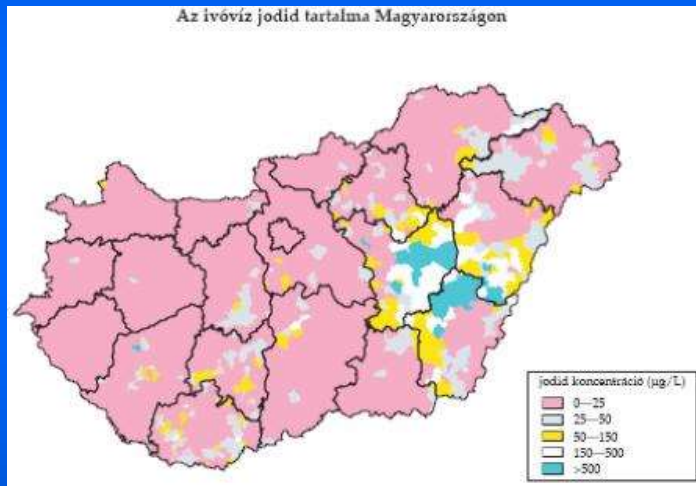 Az ivóvíz jodid tartalma Magyarországon
jodid koncentráció (µg/L)
0—25
25—50
50—150
150—500
>500